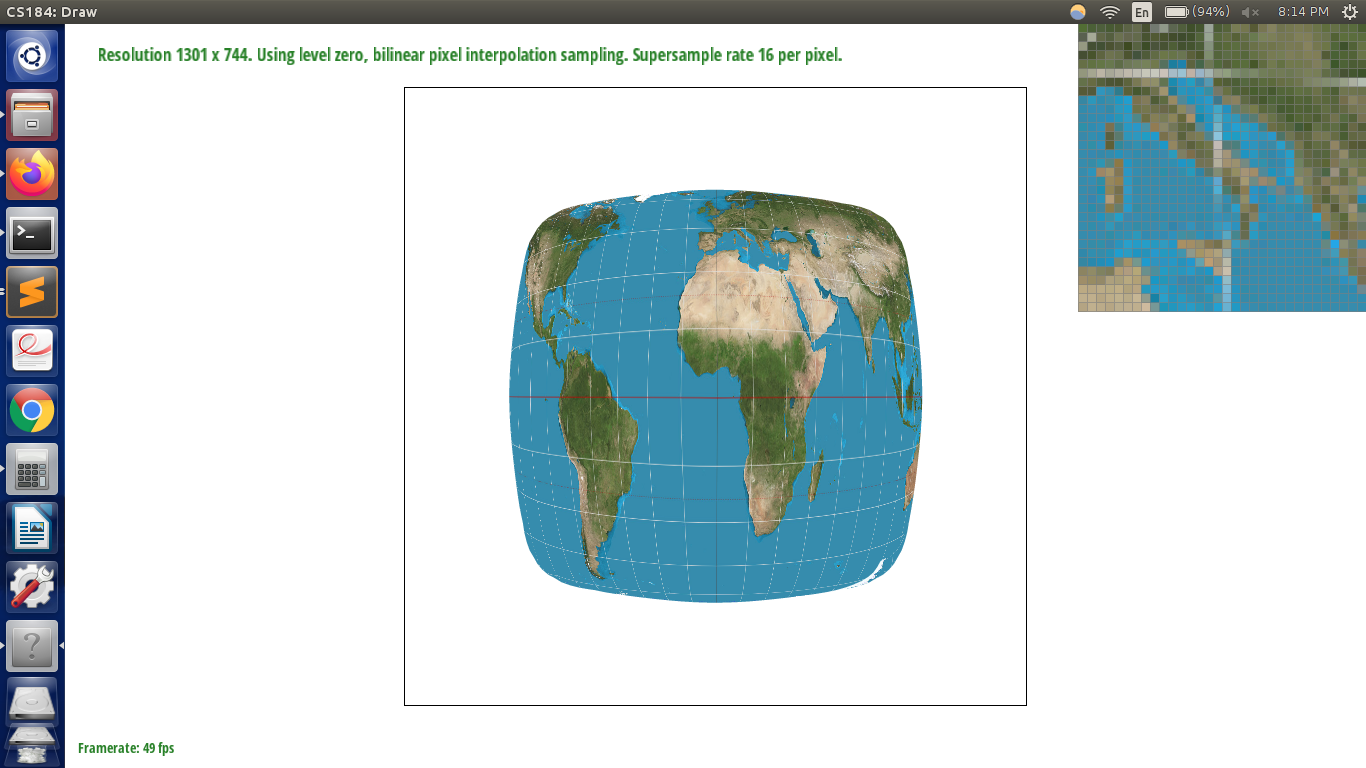 CS184: Draw
En
(94%)
8:14 PM
Resolution 1301 x 744. Using level zero, bilinear pixel interpolation sampling. Supersample rate 16 per pixel.
Framerate: 49 fps